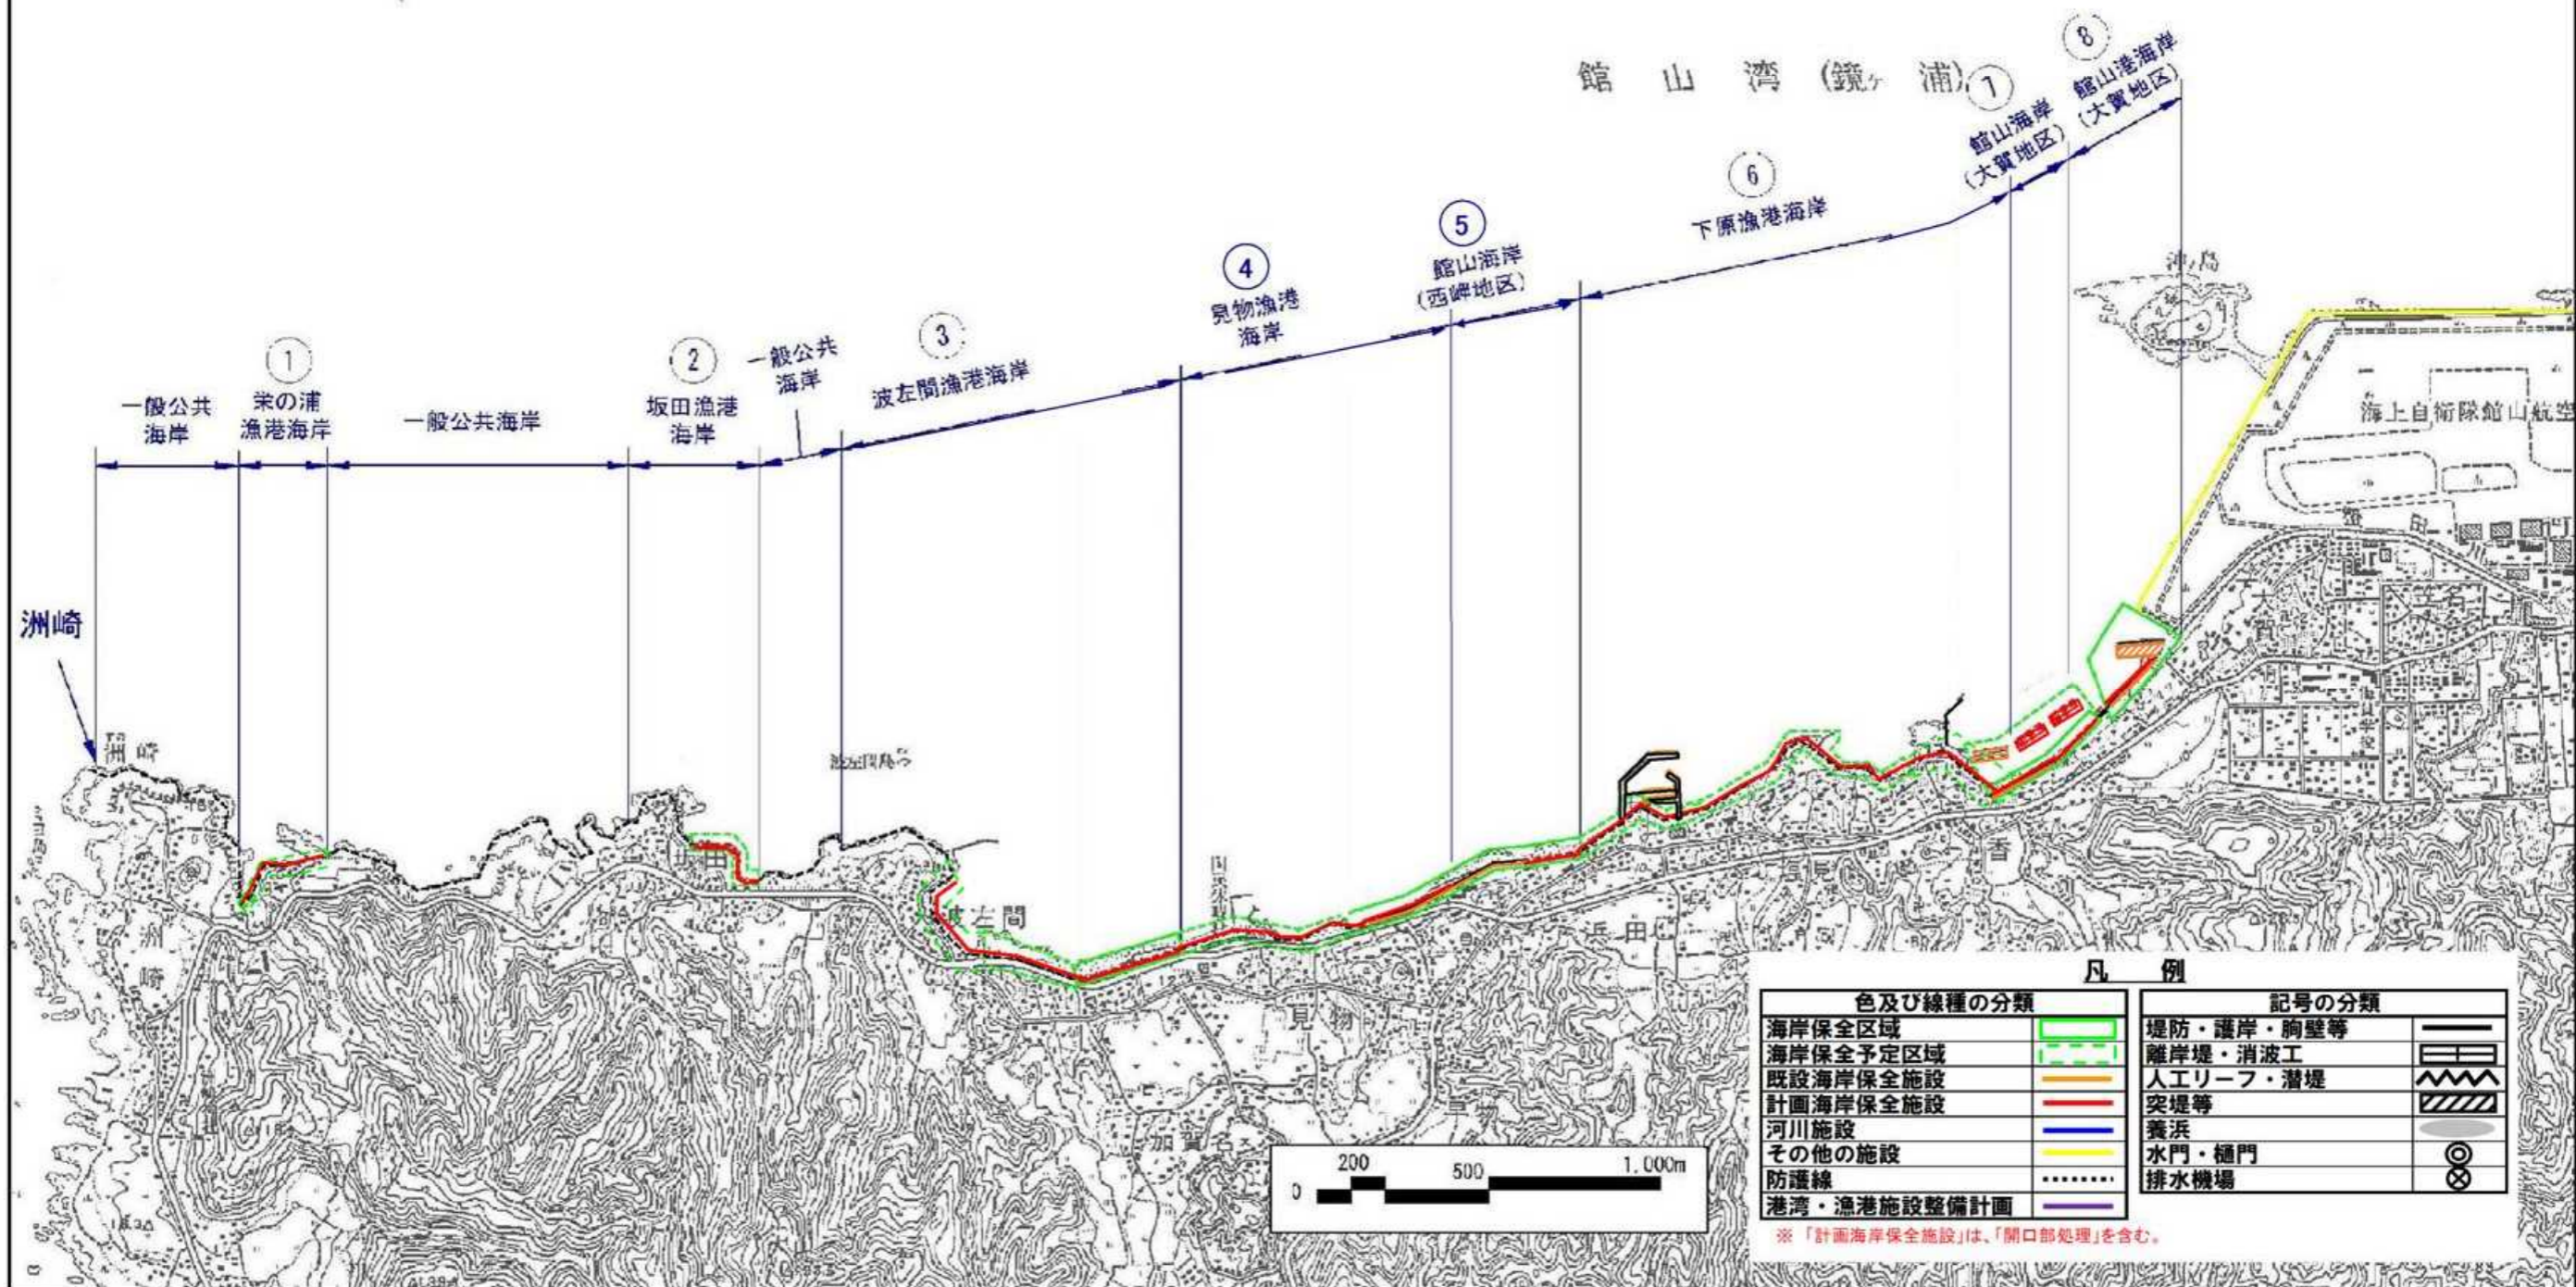 館山湾(鏡ヶ浦)
8
館山港海岸
(大賀地区)
7
館山海岸
(大賀地区)
6
下原漁港海岸
5
館山海岸
(西岬地区)
4
見物漁港
海岸
3
波左間漁港海岸
一般公共
海岸
2
坂田漁港
海岸
一般公共海岸
1
栄の浦
漁港海岸
一般公共
海岸
沖ノ島
海上自衛隊館山航空
洲崎
洲崎
洲
崎
坂田
波左間
見物
浜田
香
加賀名
0
200
500
1,000m
凡例
色及び線種の分類
海岸保全区域
海岸保全予定区域
既設海岸保全施設
計画海岸保全施設
河川施設
その他の施設
防護線
港湾・漁港施設整備計画
記号の分類
堤防・護岸・胸壁等
離岸堤・消波工
人工リーフ・潜堤
突堤等
養浜
水門・樋門
排水機場
※「計画海岸保全施設」は、「開口部処理」を含む。